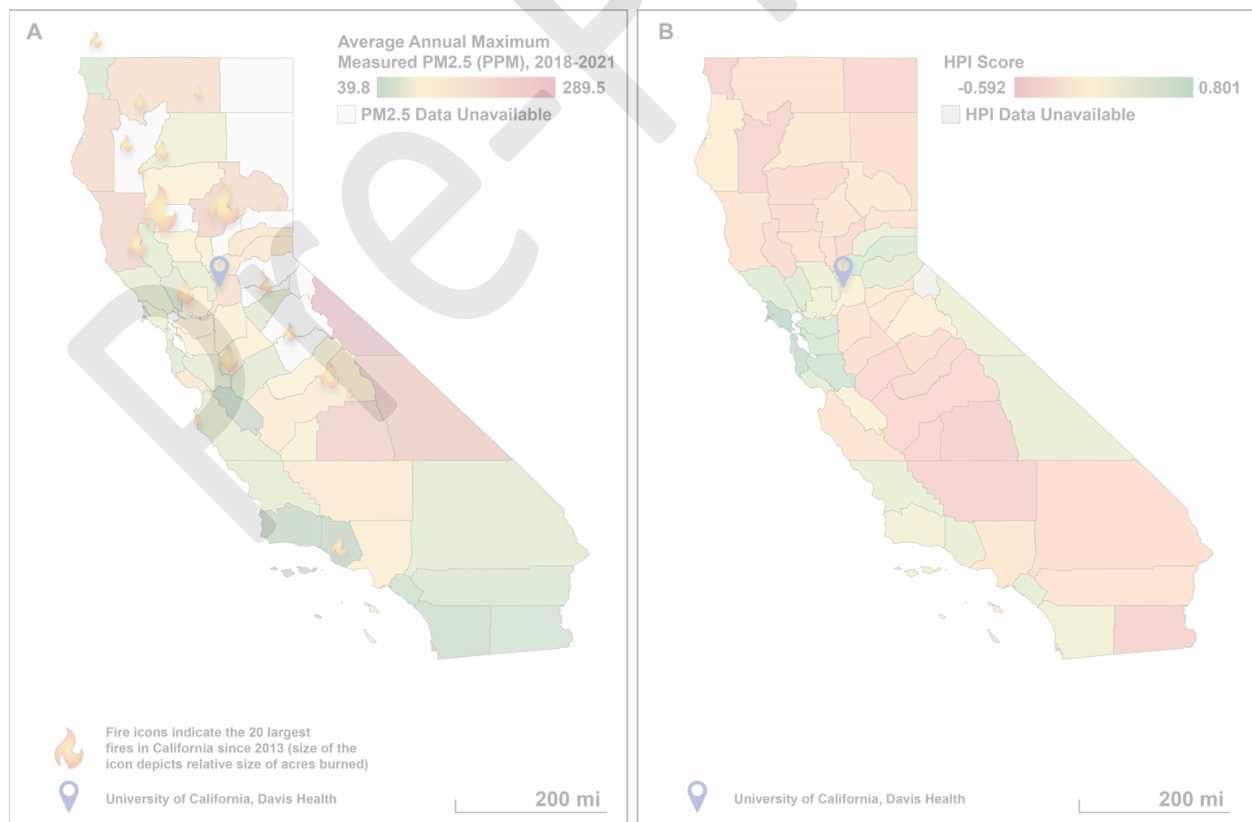 A
Average Annual Maximum
Measured PM2.5 (PPM), 2018-2021
39.8 289.5
PM2.5 Data Unavailable
Fire icons indicate the 20 largest
fires in California since 2013 (size of the
icon depicts relative size of acres burned)
University of California, Davis Health
200 mi
B
HPI Score
-0.592 0.801
HPI Data Unavailable
University of California, Davis Health
200 mi
Pre-P